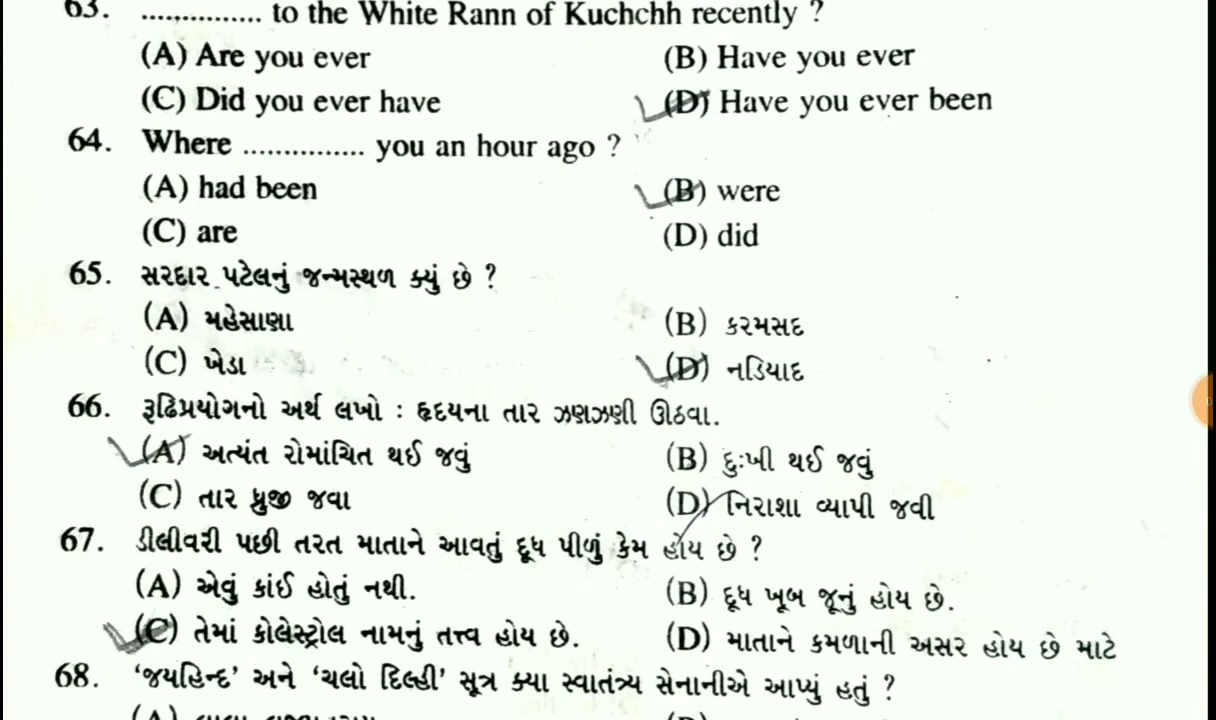 63. ............... to the White Rann of Kuchchh recently ?
(A) Are you ever (B) Have you ever
(C) Did you ever have (D) Have you ever been
64. Where ............... you an hour ago ?
(A) had been (B) were
(C) are (D) did
65. સરદાર પટેલનું જન્મસ્થળ ક્યું છે ?
(A) મહેસાણા (B) કરમસદ
(C) ખેડા (D) નડિયાદ
66. રૂઢિપ્રયોગનો અર્થ લખો : હૃદયના તાર ઝણઝણી ઊઠવા.
(A) અત્યંત રોમાંચિત થઈ જવું (B) દુઃખી થઈ જવું
(C) તાર ધ્રુજી જવા (D) નિરાશા વ્યાપી જવી
67. ડીલીવરી પછી તરત માતાને આવતું દૂધ પીળું કેમ હોય છે ?
(A) એવું કાંઈ હોતું નથી. (B) દૂધ ખૂબ જૂનું હોય છે.
(C) તેમાં કોલેસ્ટ્રોલ નામનું તત્ત્વ હોય છે. (D) માતાને કમળાની અસર હોય છે માટે
68. ‘જયહિન્દ’ અને ‘ચલો દિલ્હી’ સૂત્ર ક્યા સ્વાતંત્ર્ય સેનાનીએ આપ્યું હતું ?